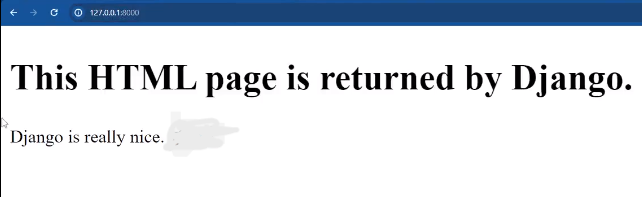 127.0.0.1:8000
This HTML page is returned by Django.
Django is really nice.